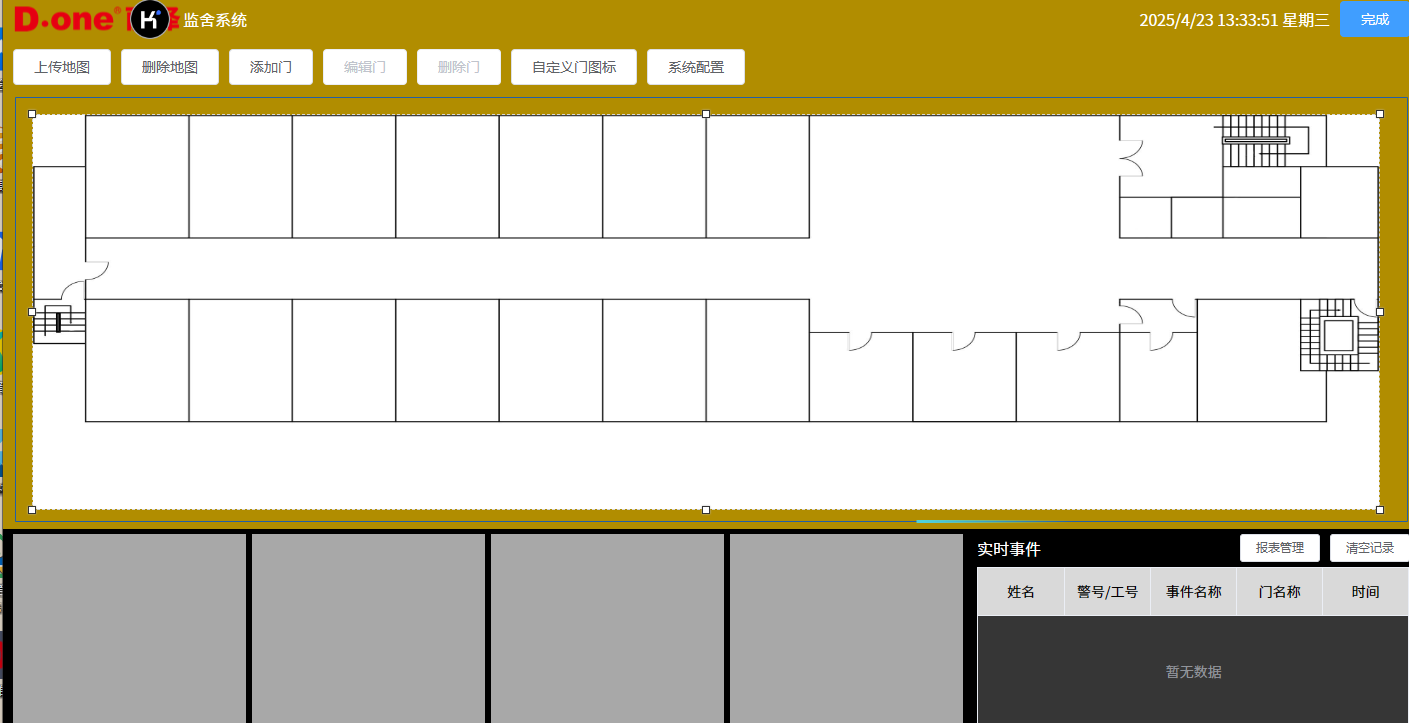 D·one®
监舍系统
2025/4/23 13:33:51 星期三
完成
上传地图
删除地图
添加门
编辑门
删除门
自定义门图标
系统配置
实时事件
报表管理
清空记录
姓名 警号/工号 事件名称 门名称 时间
暂无数据